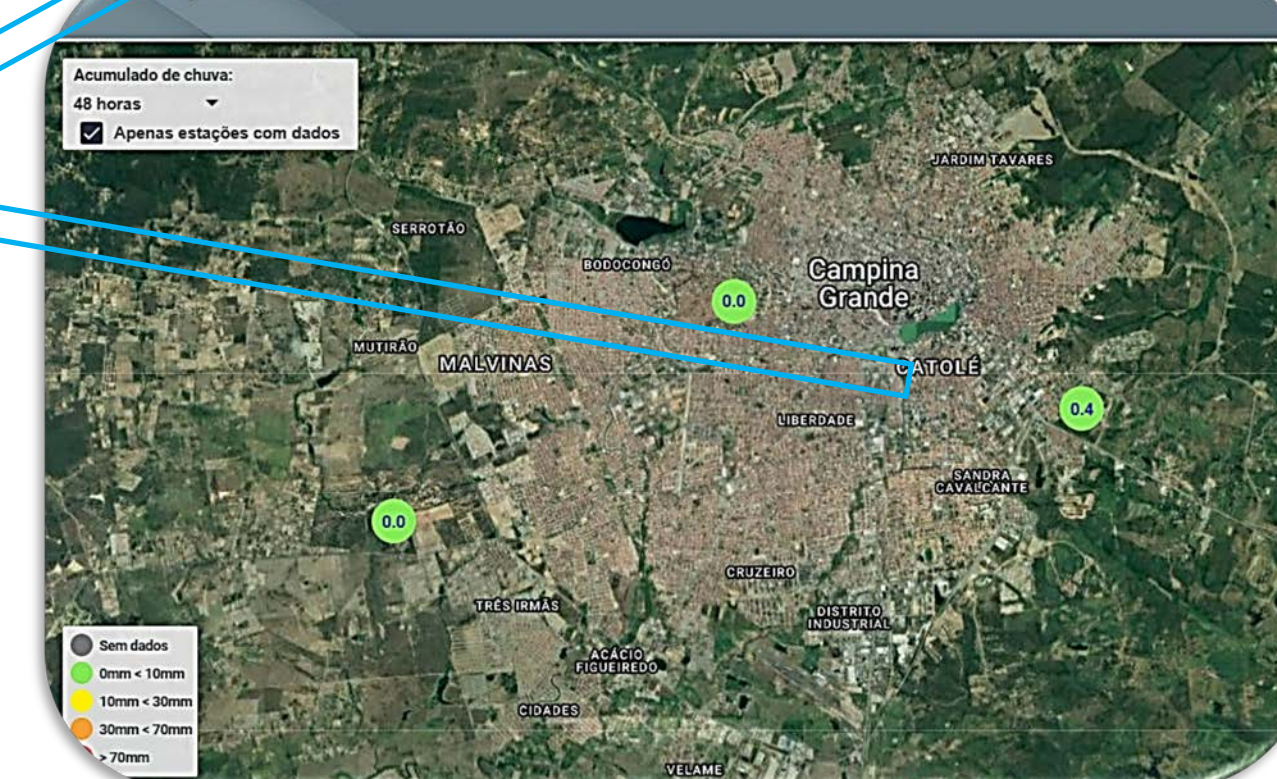 Acumulado de chuva:
48 horas
Apenas estações com dados
JARDIM TAVARES
SERROTÃO
BODOCONGÓ
Campina
Grande
0.0
MUTIRÃO
MALVINAS
CATOLÉ
0.4
LIBERDADE
SANDRA
CAVALCANTE
0.0
CRUZEIRO
TRÊS IRMÃS
DISTRITO
INDUSTRIAL
ACÁCIO
FIGUEIREDO
CIDADES
VELAME
Sem dados
0mm < 10mm
10mm < 30mm
30mm < 70mm
> 70mm